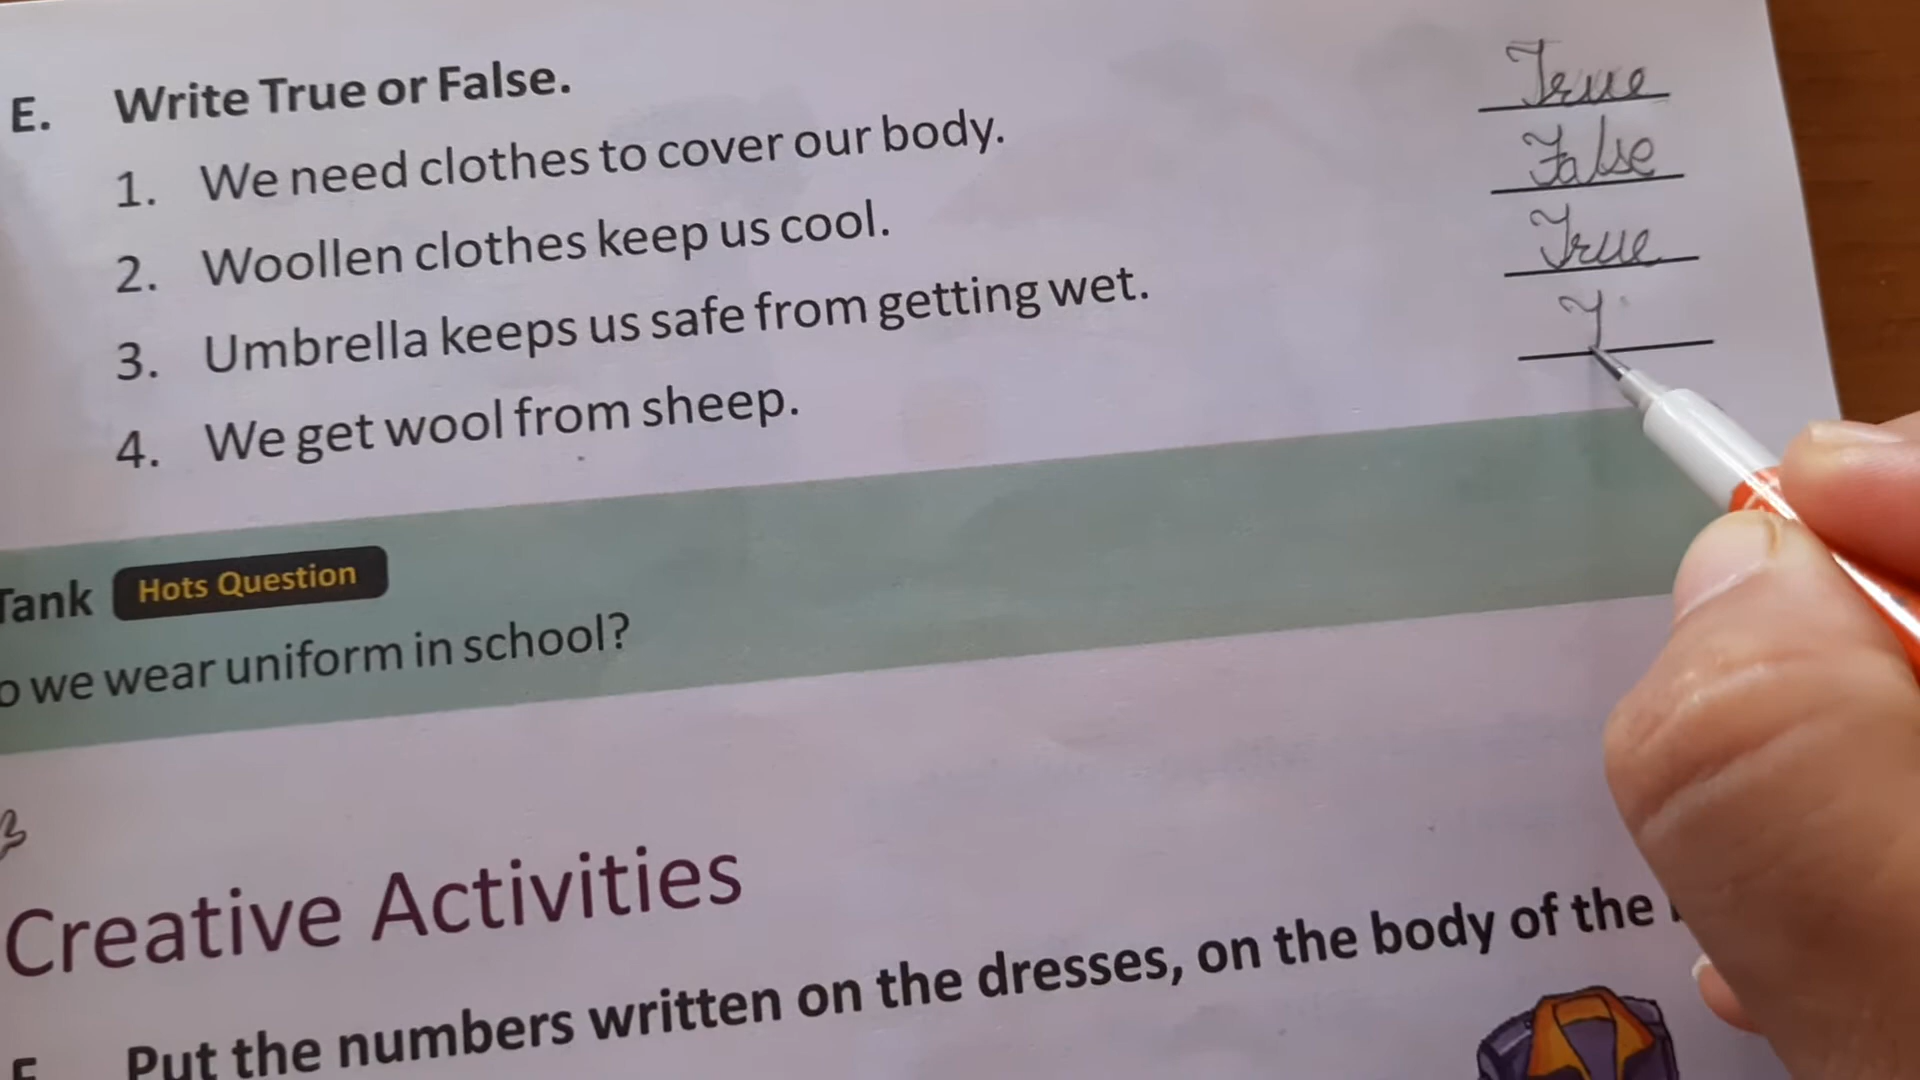 E. Write True or False.
1. We need clothes to cover our body. True
2. Woollen clothes keep us cool. False
3. Umbrella keeps us safe from getting wet. True
4. We get wool from sheep. T
Tank Hots Question
o we wear uniform in school?
Creative Activities
Put the numbers written on the dresses, on the body of the